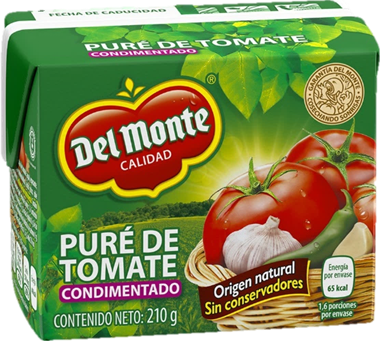 FECHA DE CADUCIDAD
PURÉ DE TOMATE
CONDIMENTADO
GARANTÍA DEL MONTE
COSECHANDO SONRISAS
Del Monte
CALIDAD
PURÉ DE
TOMATE
CONDIMENTADO
CONTENIDO NETO: 210 g
Origen natural
Sin conservadores
Energía
por envase
65 kcal
1,6 porciones
por envase